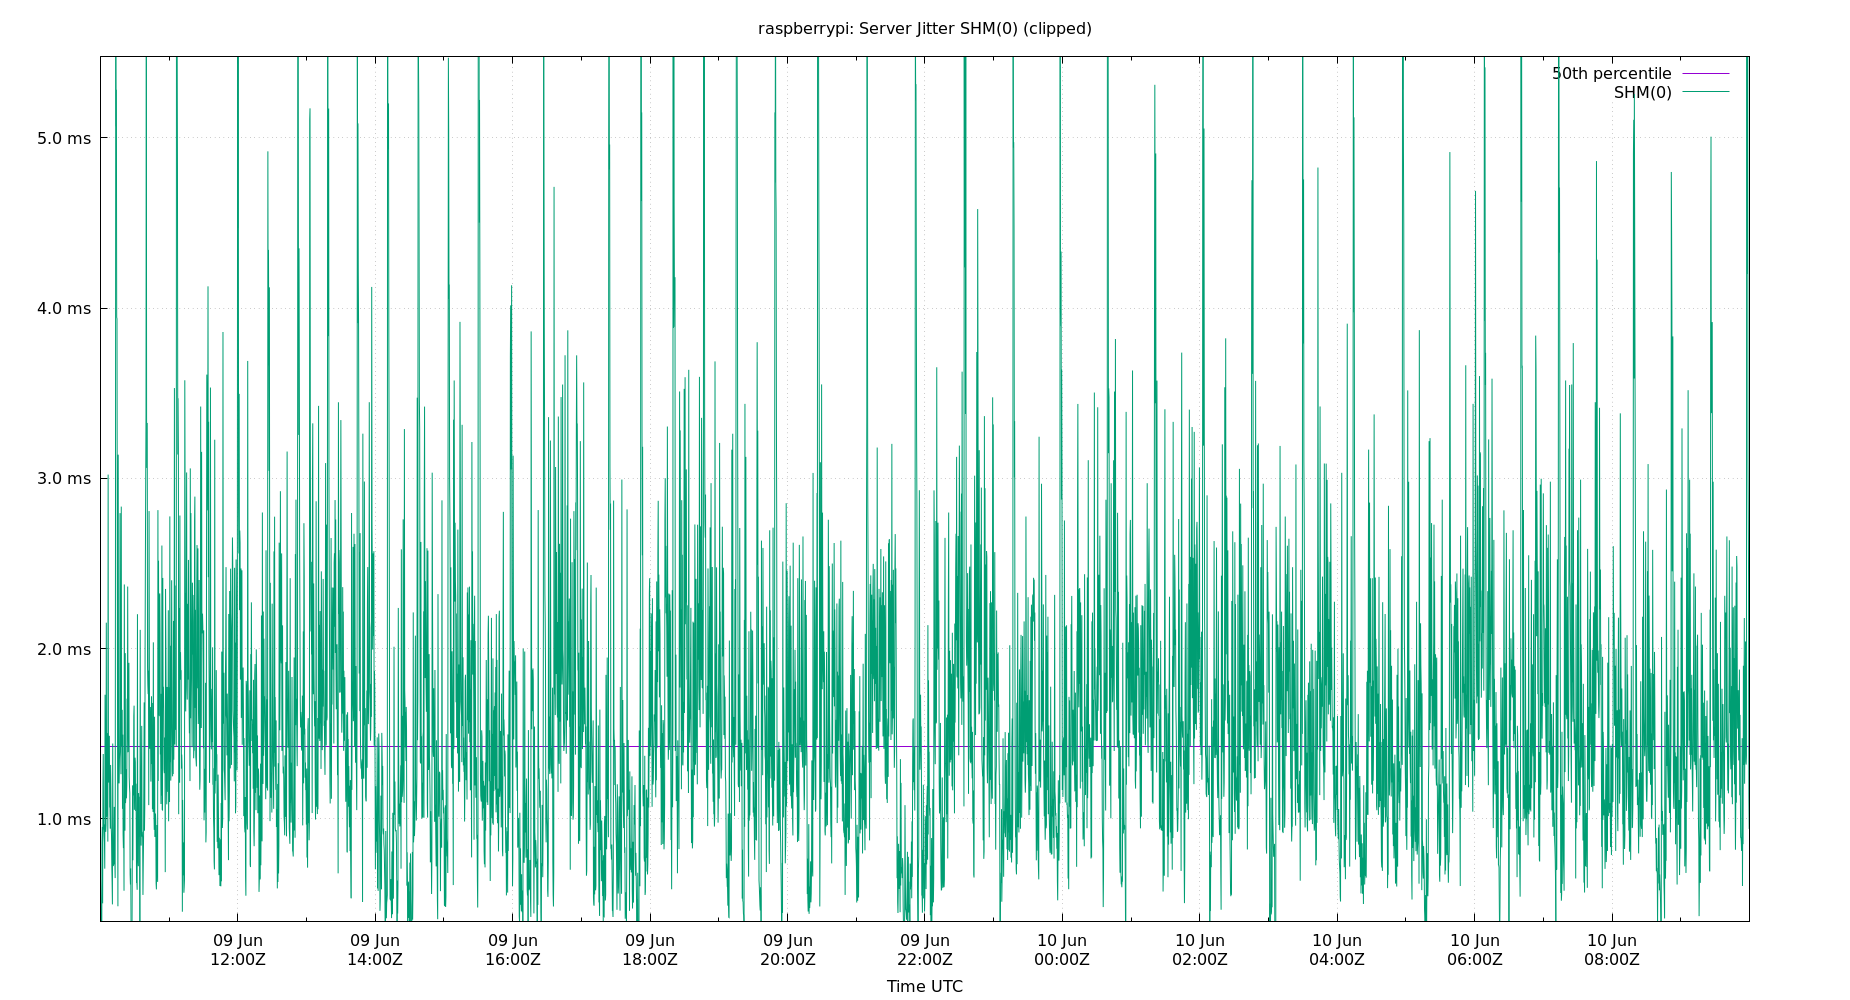 raspberrypi: Server Jitter SHM(0) (clipped)
50th percentile
SHM(0)
5.0 ms
4.0 ms
3.0 ms
2.0 ms
1.0 ms
09 Jun 09 Jun 09 Jun 09 Jun 09 Jun 09 Jun 10 Jun 10 Jun 10 Jun 10 Jun 10 Jun
12:00Z 14:00Z 16:00Z 18:00Z 20:00Z 22:00Z 00:00Z 02:00Z 04:00Z 06:00Z 08:00Z
Time UTC